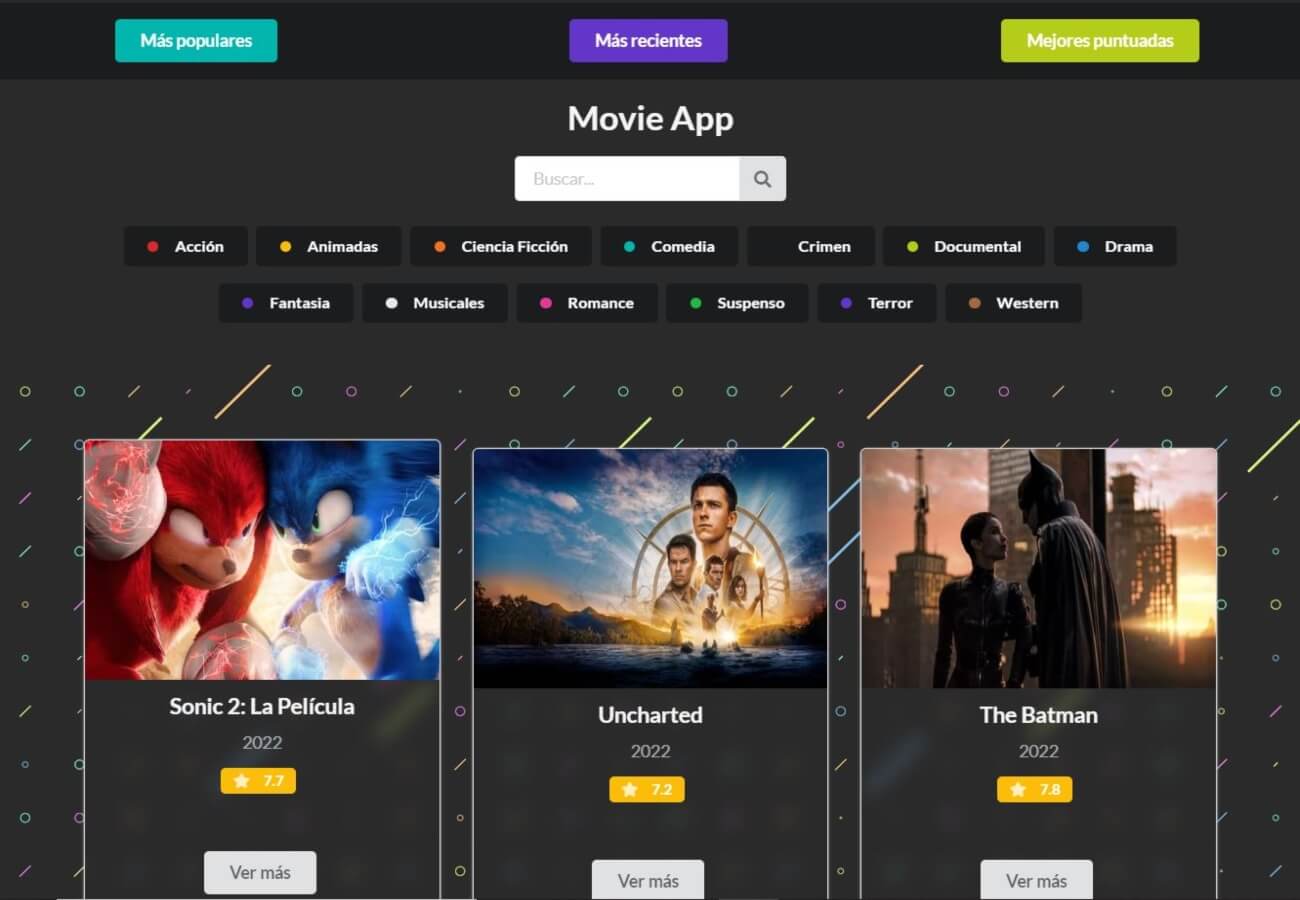 Más populares Más recientes Mejores puntuadas
Movie App
Buscar...
Acción Animadas Ciencia Ficción Comedia Crimen Documental Drama
Fantasia Musicales Romance Suspenso Terror Western
Sonic 2: La Película
2022
7.7
Ver más
Uncharted
2022
7.2
Ver más
The Batman
2022
7.8
Ver más